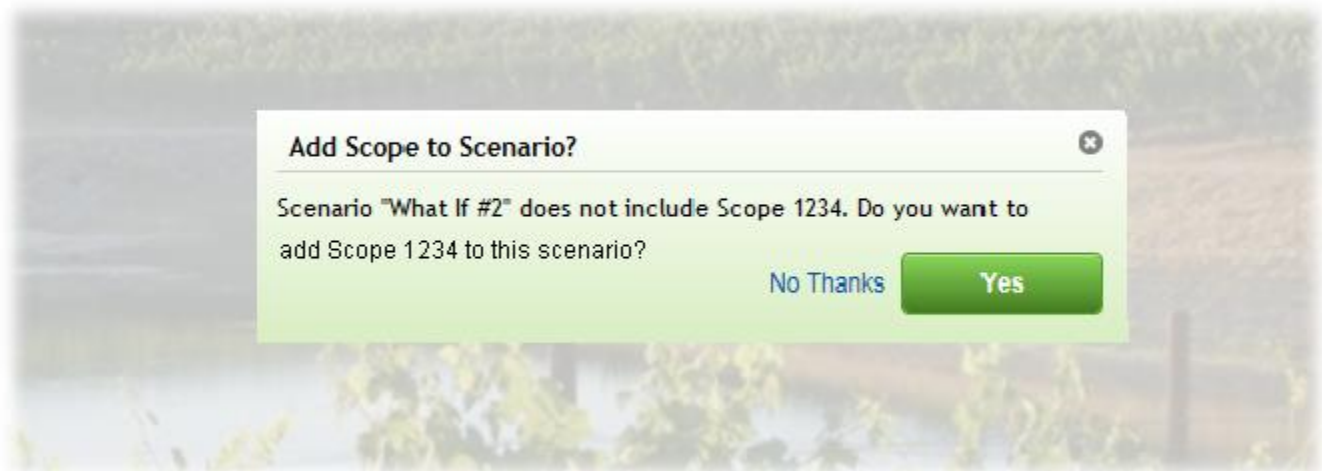 Add Scope to Scenario?
Scenario "What If #2" does not include Scope 1234. Do you want to
add Scope 1234 to this scenario?
No Thanks
Yes